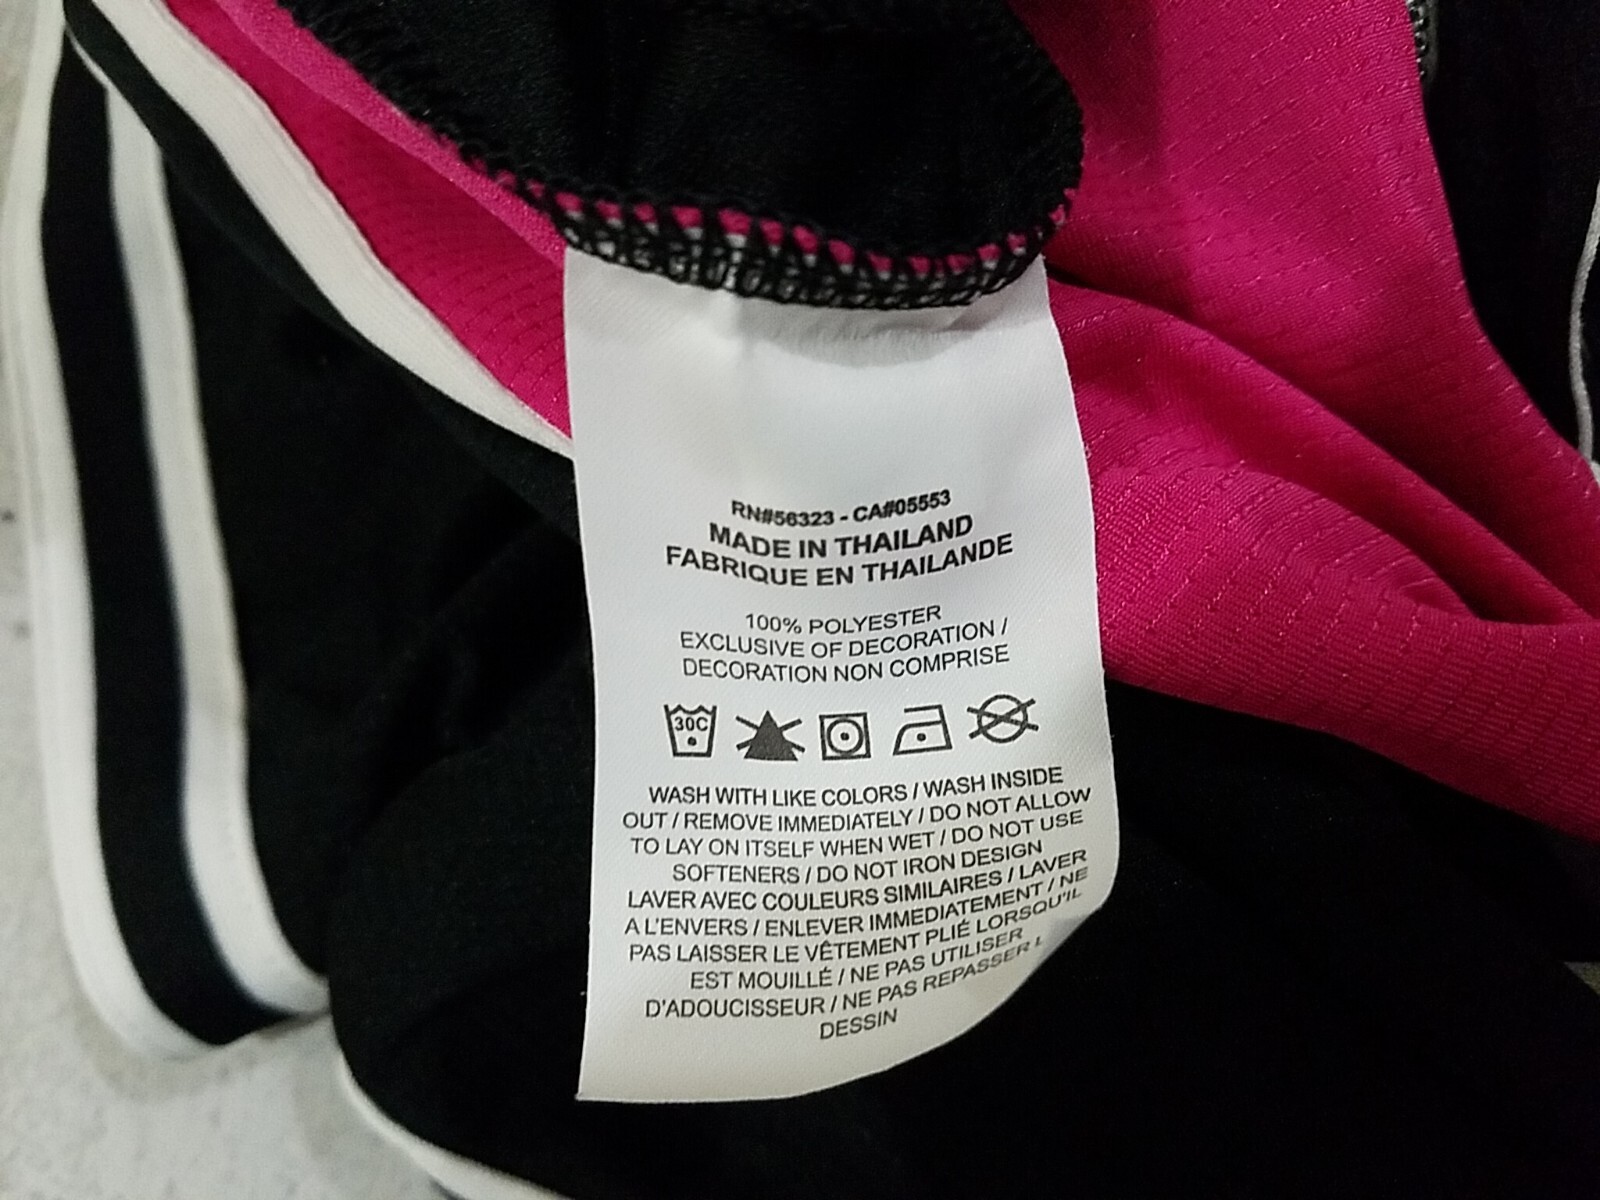 RN#56323 - CA#05553
MADE IN THAILAND
FABRIQUE EN THAILANDE
100% POLYESTER
EXCLUSIVE OF DECORATION /
DECORATION NON COMPRISE
30C
WASH WITH LIKE COLORS / WASH INSIDE
OUT / REMOVE IMMEDIATELY / DO NOT ALLOW
TO LAY ON ITSELF WHEN WET / DO NOT USE
SOFTENERS / DO NOT IRON DESIGN
LAVER AVEC COULEURS SIMILAIRES / LAVER
A L'ENVERS / ENLEVER IMMEDIATEMENT / NE
PAS LAISSER LE VÊTEMENT PLIÉ LORSQU'IL
EST MOUILLÉ / NE PAS UTILISER
D'ADOUCISSEUR / NE PAS REPASSER L
DESSIN